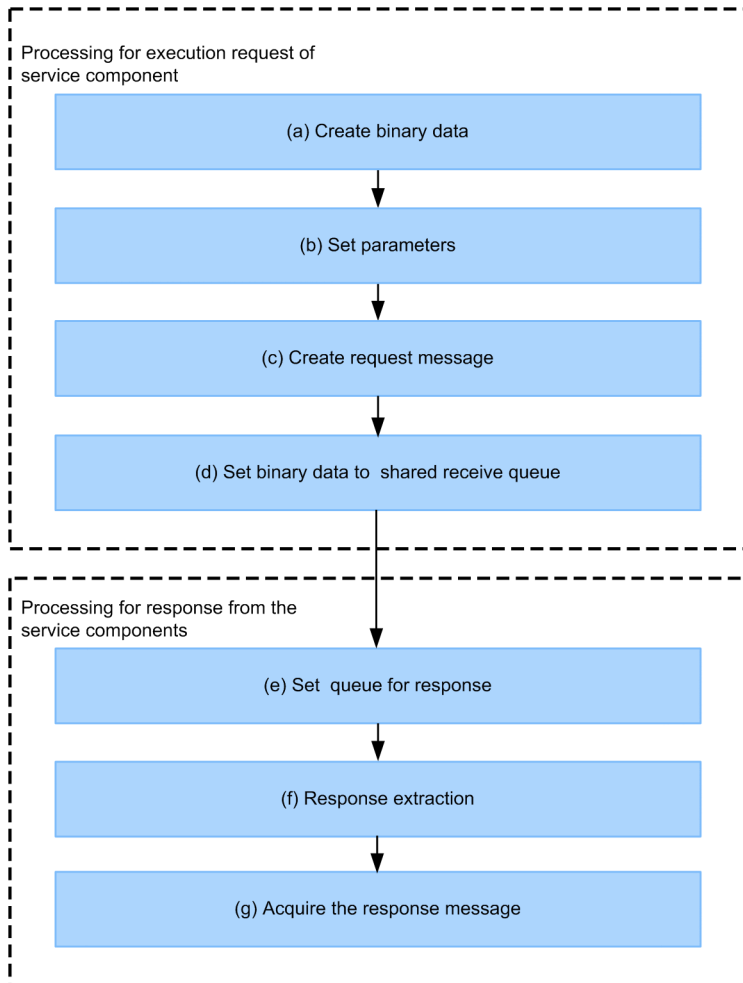 Processing for execution request of
service component
(a) Create binary data
(b) Set parameters
(c) Create request message
(d) Set binary data to  shared receive queue
Processing for response from the
service components
(e) Set  queue for response
(f) Response extraction
(g) Acquire the response message